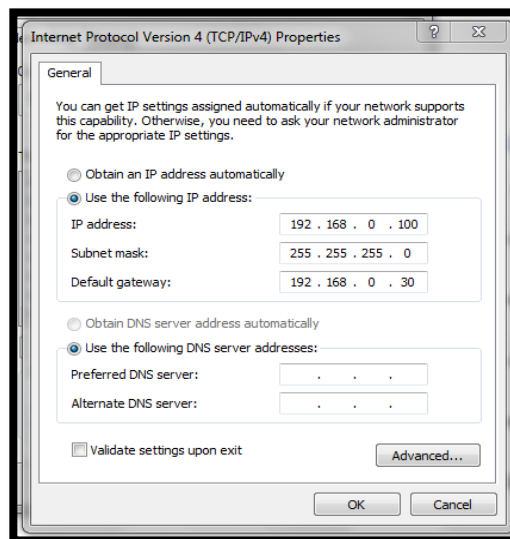 Internet Protocol Version 4 (TCP/IPv4) Properties
?
General
You can get IP settings assigned automatically if your network supports
this capability. Otherwise, you need to ask your network administrator
for the appropriate IP settings.
Obtain an IP address automatically
Use the following IP address:
IP address: 192 . 168 . 0 . 100
Subnet mask: 255 . 255 . 255 . 0
Default gateway: 192 . 168 . 0 . 30
Obtain DNS server address automatically
Use the following DNS server addresses:
Preferred DNS server: . . .
Alternate DNS server: . . .
Validate settings upon exit
Advanced...
OK Cancel